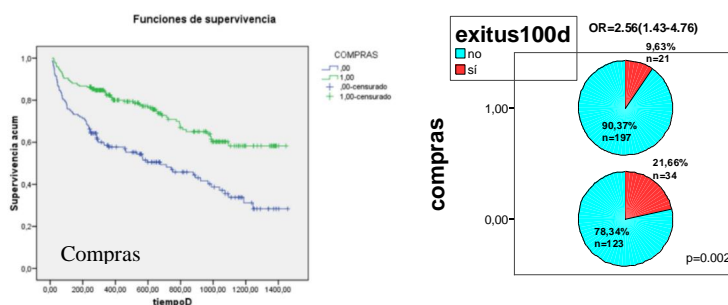 Funciones de supervivencia
COMPRAS
,00
1,00
,00-censurado
1,00-censurado
Supervivencia acum
1,0
0,8
0,6
0,4
0,2
0,0
Compras
,00 200,00 400,00 600,00 800,00 1000,00 1200,00 1400,00
tiempoD
exitus100d
no
sí
OR=2.56(1.43-4.76)
9,63%
n=21
1,00
90,37%
n=197
compras
21,66%
n=34
0,00
78,34%
n=123
p=0.002